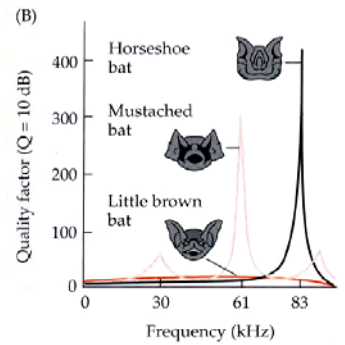 (B)
Horseshoe
bat
Mustached
bat
Little brown
bat
Quality factor (Q = 10 dB)
400
300
200
100
0
0 30 61 83
Frequency (kHz)